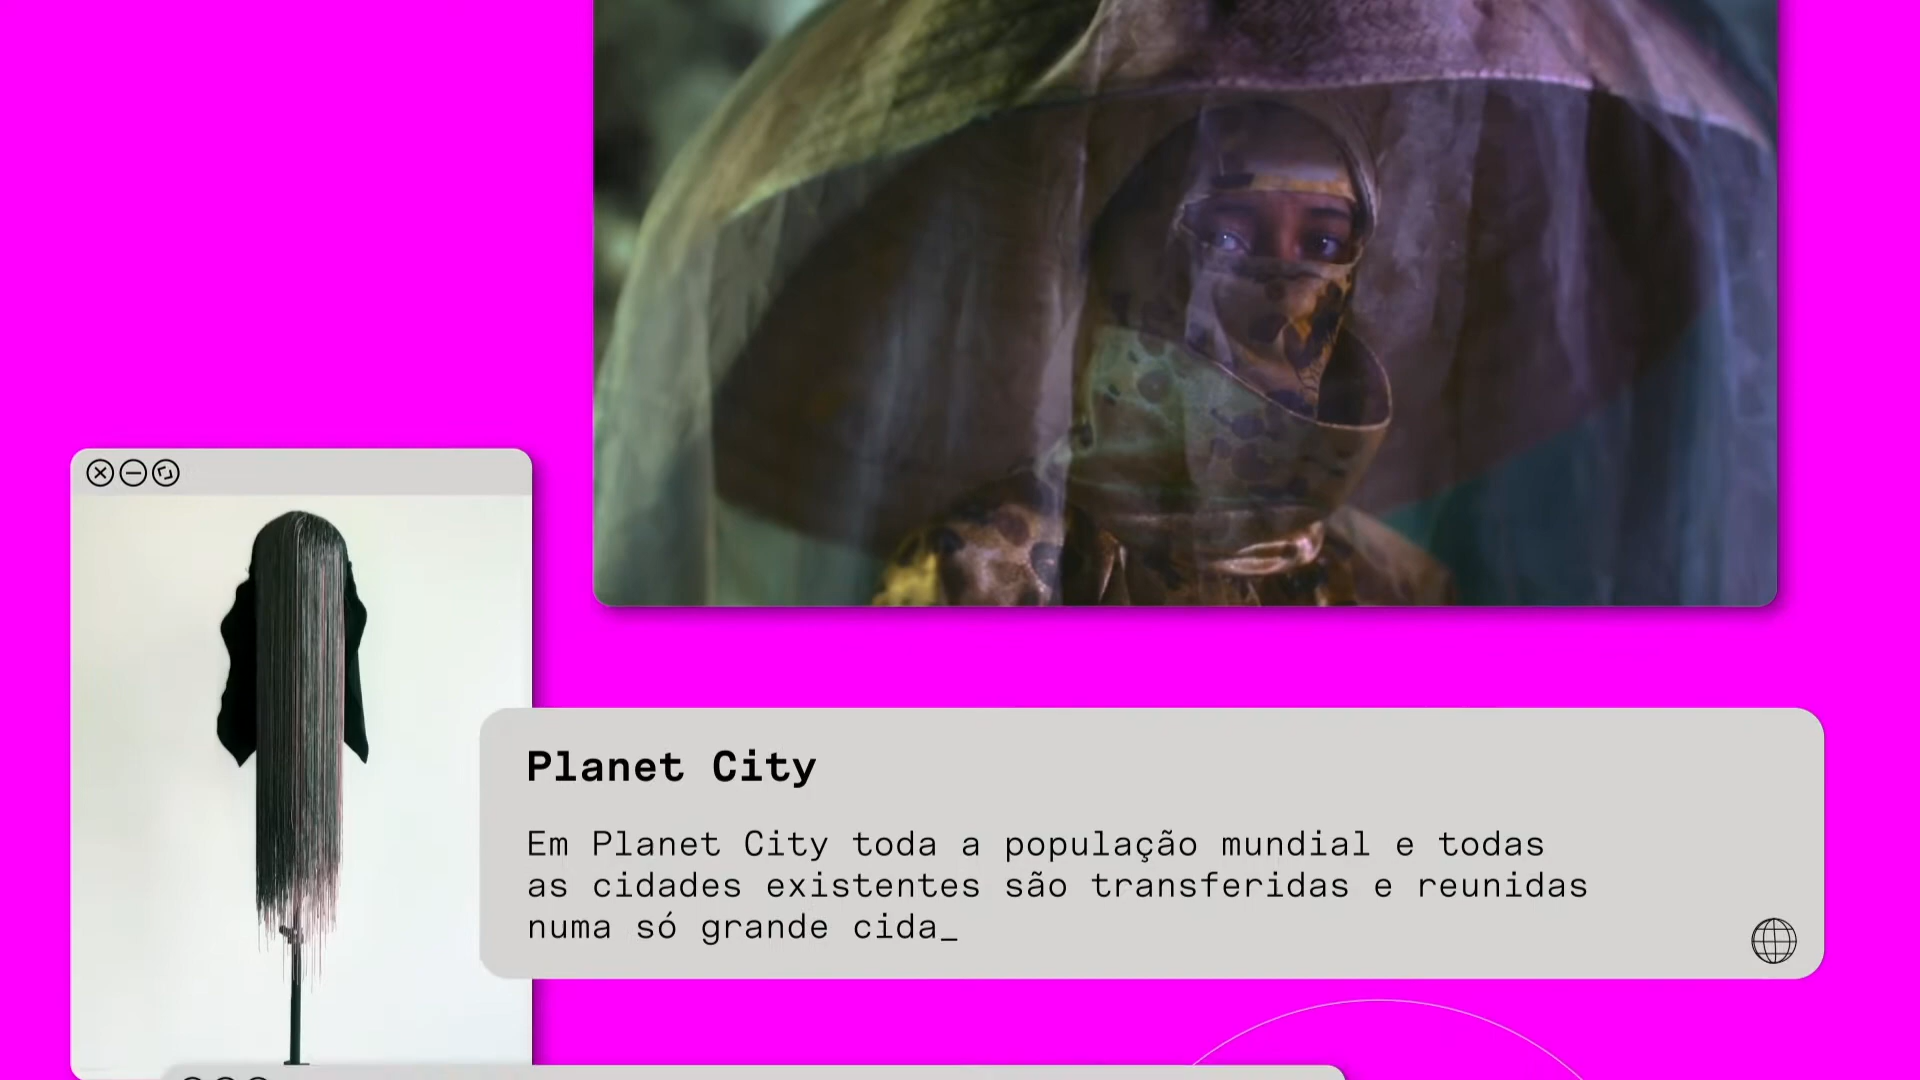 Planet City
Em Planet City toda a população mundial e todas
as cidades existentes são transferidas e reunidas
numa só grande cida_